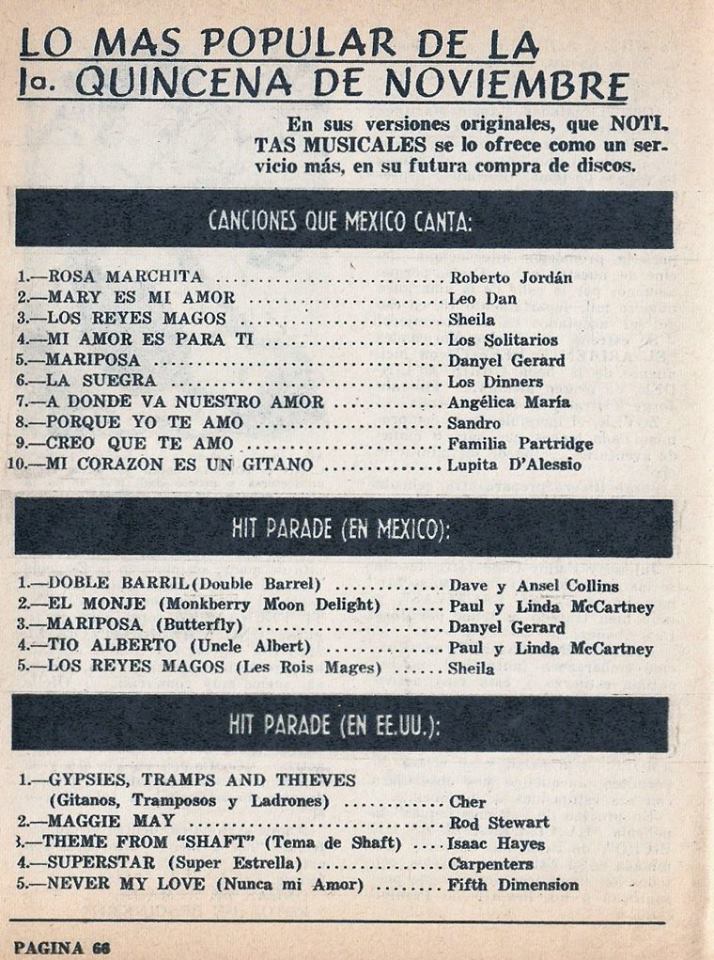 LO MAS POPULAR DE LA
1a. QUINCENA DE NOVIEMBRE
En sus versiones originales, que NOTI-
TAS MUSICALES se lo ofrece como un ser-
vicio más, en su futura compra de discos.
CANCIONES QUE MEXICO CANTA:
1.—ROSA MARCHITA ........................ Roberto Jordán
2.—MARY ES MI AMOR .................... Leo Dan
3.—LOS REYES MAGOS ..................... Sheila
4.—MI AMOR ES PARA TI .................. Los Solitarios
5.—MARIPOSA .............................. Danyel Gerard
6.—LA SUEGRA ............................ Los Dinners
7.—A DONDE VA NUESTRO AMOR ........... Angélica María
8.—PORQUE YO TE AMO .................... Sandro
9.—CREO QUE TE AMO ..................... Familia Partridge
10.—MI CORAZON ES UN GITANO ............ Lupita D'Alessio
HIT PARADE (EN MEXICO):
1.—DOBLE BARRIL (Double Barrel) ........... Dave y Ansel Collins
2.—EL MONJE (Monkberry Moon Delight) ...... Paul y Linda McCartney
3.—MARIPOSA (Butterfly) .................... Danyel Gerard
4.—TIO ALBERTO (Uncle Albert) ............ Paul y Linda McCartney
5.—LOS REYES MAGOS (Les Rois Mages) ...... Sheila
HIT PARADE (EN EE.UU.):
1.—GYPSIES, TRAMPS AND THIEVES
(Gitanos, Tramposos y Ladrones) ........... Cher
2.—MAGGIE MAY .......................... Rod Stewart
3.—THEME FROM "SHAFT" (Tema de Shaft) .... Isaac Hayes
4.—SUPERSTAR (Super Estrella) .............. Carpenters
5.—NEVER MY LOVE (Nunca mi Amor) ........ Fifth Dimension
PAGINA 66